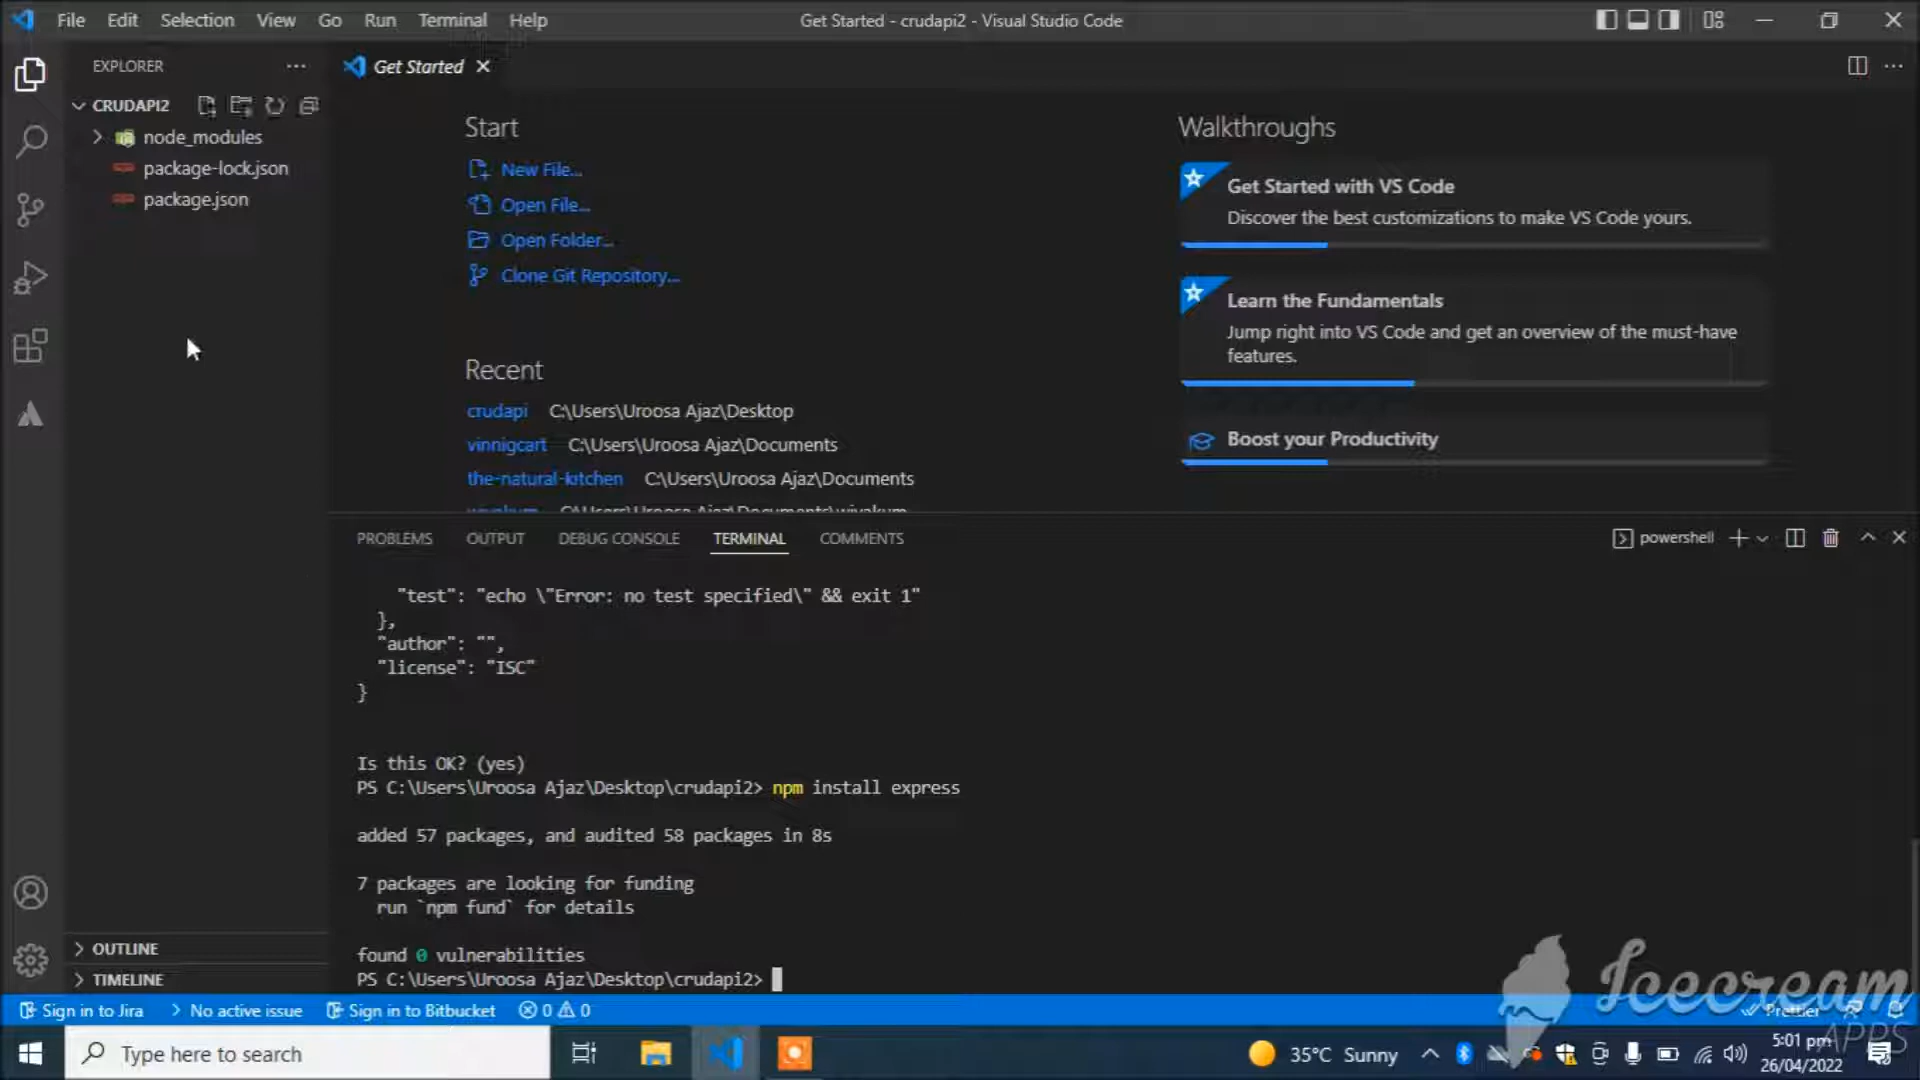 File Edit Selection View Go Run Terminal Help
Get Started - crudapi2 - Visual Studio Code
EXPLORER
Get Started
CRUDAPI2
node_modules
package-lock.json
package.json
Start
New File...
Open File...
Open Folder...
Clone Git Repository...
Recent
crudapi C:\Users\Uroosa Ajaz\Desktop
vinnigcart C:\Users\Uroosa Ajaz\Documents
the-natural-kitchen C:\Users\Uroosa Ajaz\Documents
Walkthroughs
Get Started with VS Code
Discover the best customizations to make VS Code yours.
Learn the Fundamentals
Jump right into VS Code and get an overview of the must-have
features.
Boost your Productivity
PROBLEMS OUTPUT DEBUG CONSOLE TERMINAL COMMENTS
powershell
"test": "echo \"Error: no test specified\" && exit 1"
},
"author": "",
"license": "ISC"
}
Is this OK? (yes)
PS C:\Users\Uroosa Ajaz\Desktop\crudapi2> npm install express
added 57 packages, and audited 58 packages in 8s
7 packages are looking for funding
run `npm fund` for details
found 0 vulnerabilities
PS C:\Users\Uroosa Ajaz\Desktop\crudapi2>
OUTLINE
TIMELINE
Sign in to Jira No active issue Sign in to Bitbucket 0 0
Prettier
Icecream
APPS
Type here to search
35°C Sunny
5:01 pm
26/04/2022